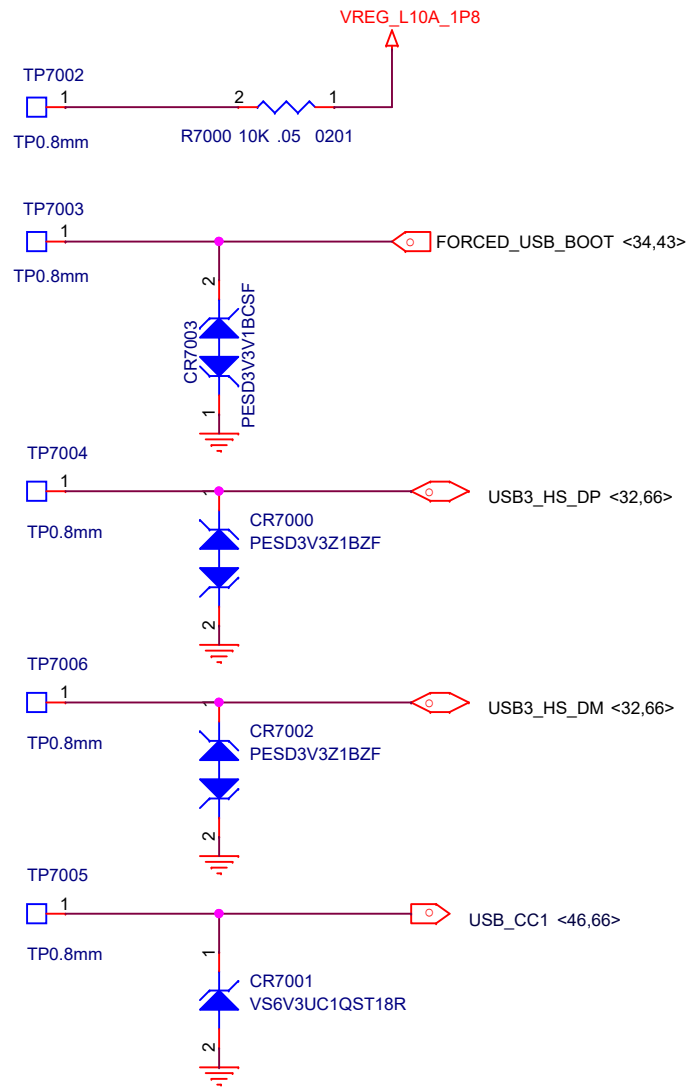 VREG_L10A_1P8
TP7002
1
2
1
TP0.8mm
R7000 10K .05 0201
TP7003
1
FORCED_USB_BOOT <34,43>
TP0.8mm
2
CR7003
PESD3V3V1BCSF
1
TP7004
1
1
USB3_HS_DP <32,66>
TP0.8mm
CR7000
PESD3V3Z1BZF
2
TP7006
1
1
USB3_HS_DM <32,66>
TP0.8mm
CR7002
PESD3V3Z1BZF
2
TP7005
1
USB_CC1 <46,66>
TP0.8mm
1
CR7001
VS6V3UC1QST18R
2